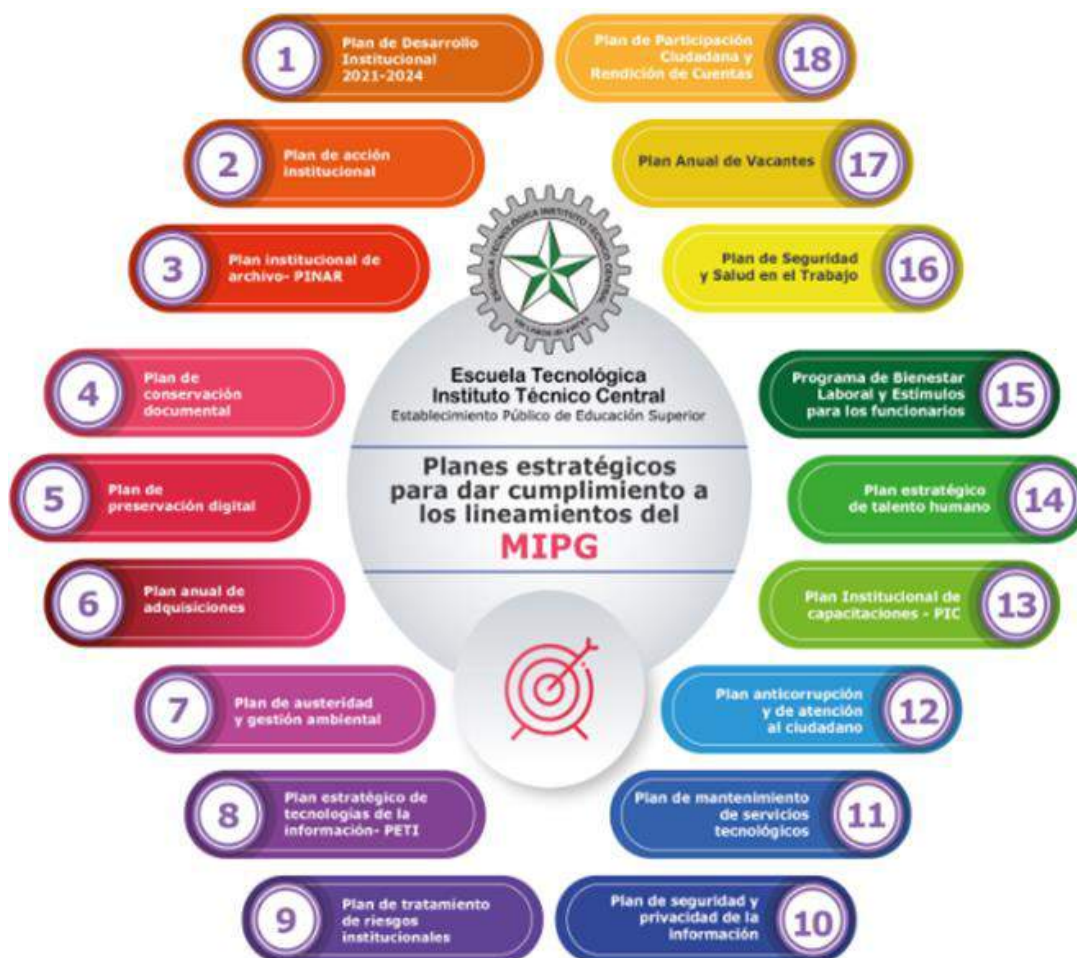 1
Plan de Desarrollo
Institucional
2021-2024
2
Plan de acción
institucional
3
Plan institucional de
archivo- PINAR
4
Plan de
conservación
documental
5
Plan de
preservación digital
6
Plan anual de
adquisiciones
7
Plan de austeridad
y gestión ambiental
8
Plan estratégico de
tecnologías de la
información- PETI
9
Plan de tratamiento
de riesgos
institucionales
ESCUELA TECNOLÓGICA INSTITUTO TÉCNICO CENTRAL
Escuela Tecnológica
Instituto Técnico Central
Establecimiento Público de Educación Superior
Planes estratégicos
para dar cumplimiento a
los lineamientos del
MIPG
18
Plan de Participación
Ciudadana y
Rendición de Cuentas
17
Plan Anual de Vacantes
16
Plan de Seguridad
y Salud en el Trabajo
15
Programa de Bienestar
Laboral y Estímulos
para los funcionarios
14
Plan estratégico
de talento humano
13
Plan Institucional de
capacitaciones - PIC
12
Plan anticorrupción
y de atención
al ciudadano
11
Plan de mantenimiento
de servicios
tecnológicos
10
Plan de seguridad y
privacidad de la
información